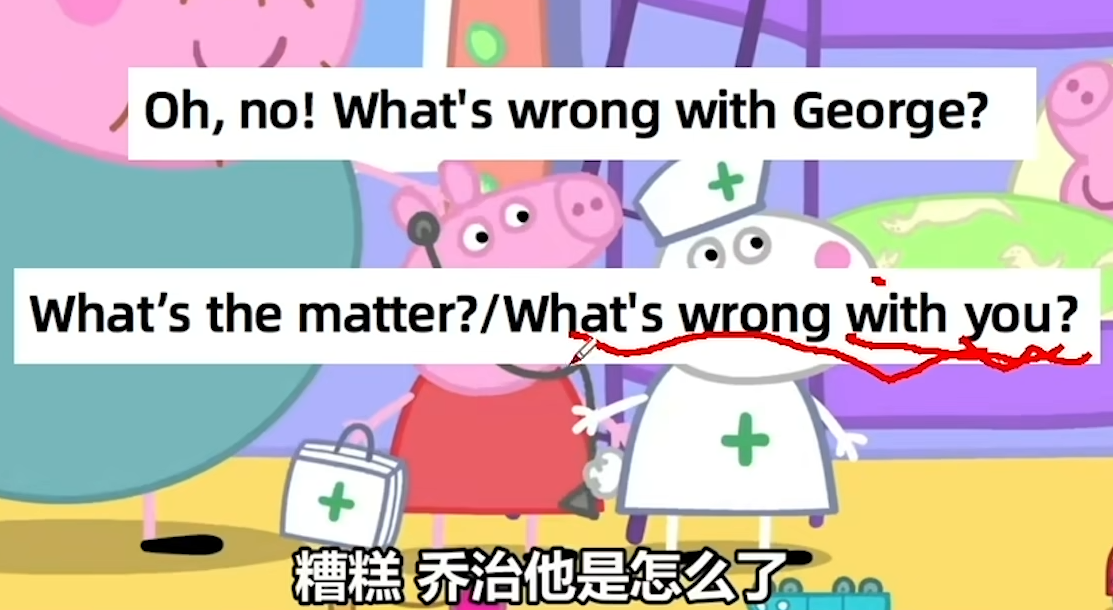 Oh, no! What's wrong with George?
What’s the matter?/What's wrong with you?
糟糕 乔治他是怎么了